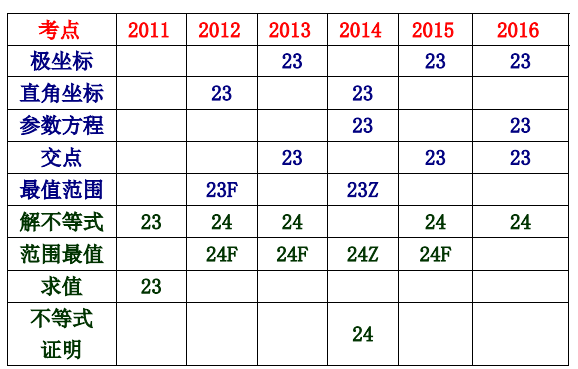 考点 2011 2012 2013 2014 2015 2016
极坐标 23 23 23
直角坐标 23 23
参数方程 23 23
交点 23 23 23
最值范围 23F 23Z
解不等式 23 24 24 24 24
范围最值 24F 24F 24Z 24F
求值 23
不等式
证明 24